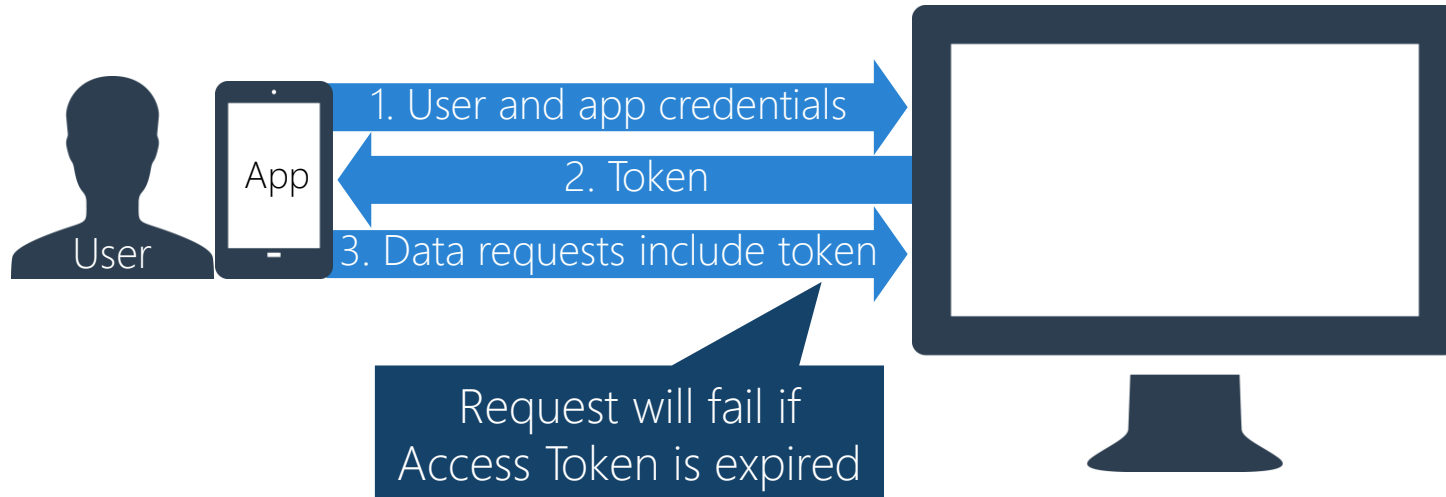 1. User and app credentials
App
2. Token
User
3. Data requests include token
Request will fail if
Access Token is expired